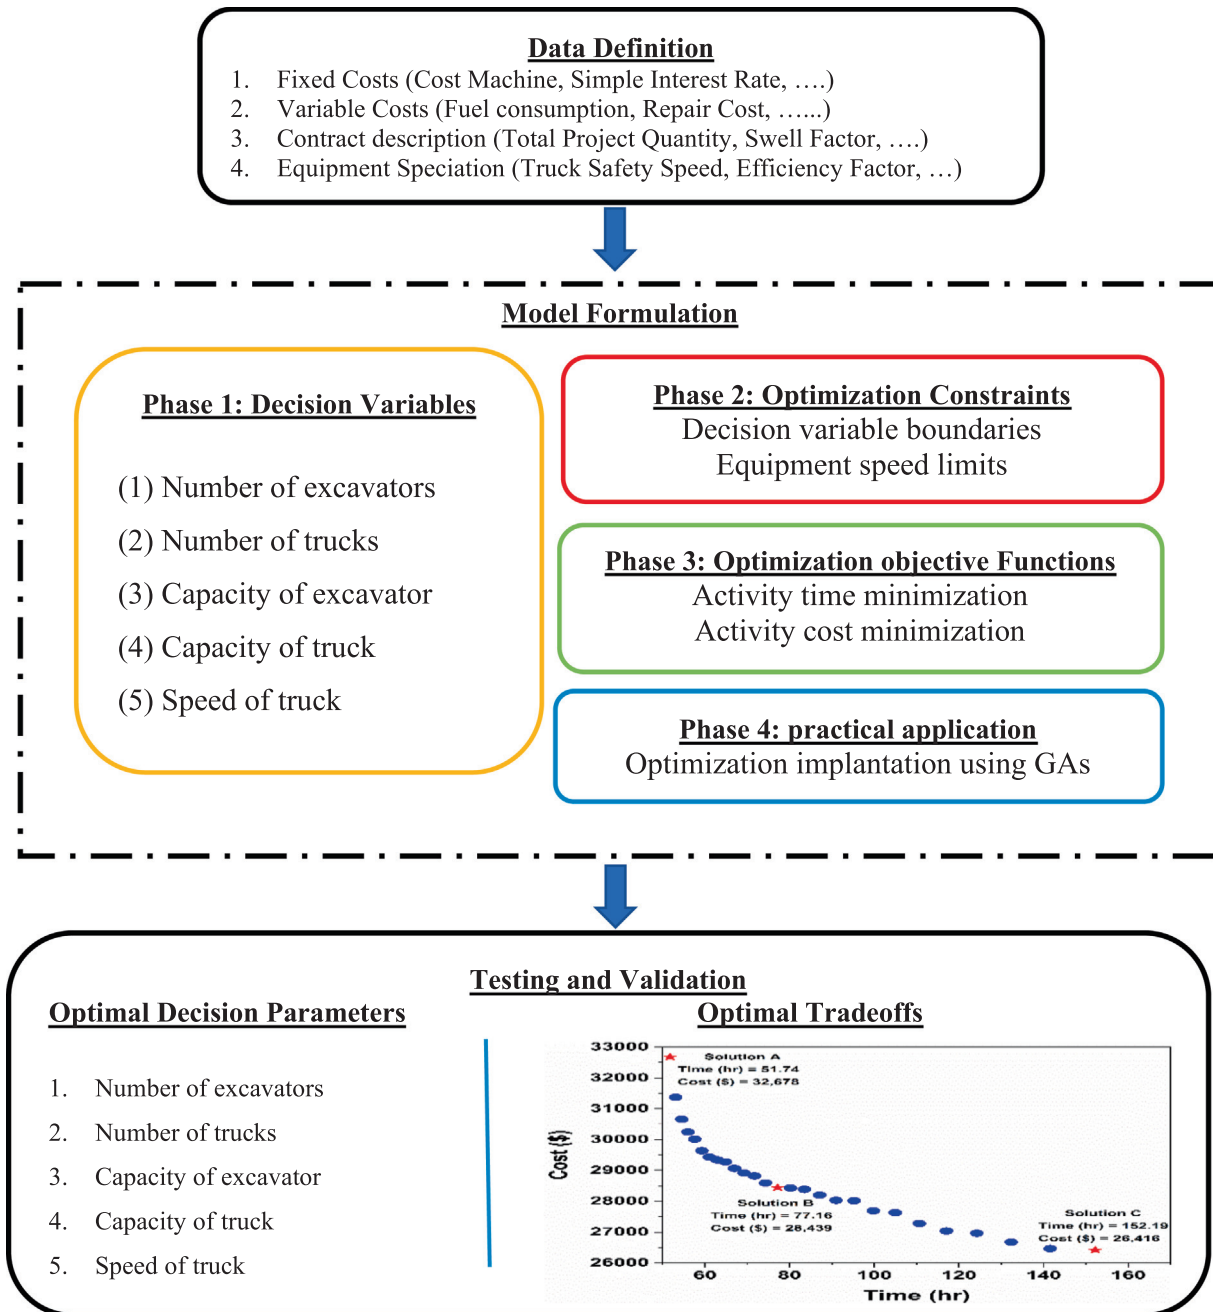 Data Definition
1. Fixed Costs (Cost Machine, Simple Interest Rate, ….)
2. Variable Costs (Fuel consumption, Repair Cost, …...)
3. Contract description (Total Project Quantity, Swell Factor, ….)
4. Equipment Speciation (Truck Safety Speed, Efficiency Factor, …)
Model Formulation
Phase 1: Decision Variables
(1) Number of excavators
(2) Number of trucks
(3) Capacity of excavator
(4) Capacity of truck
(5) Speed of truck
Phase 2: Optimization Constraints
Decision variable boundaries
Equipment speed limits
Phase 3: Optimization objective Functions
Activity time minimization
Activity cost minimization
Phase 4: practical application
Optimization implantation using GAs
Testing and Validation
Optimal Decision Parameters
1. Number of excavators
2. Number of trucks
3. Capacity of excavator
4. Capacity of truck
5. Speed of truck
Optimal Tradeoffs
33000
32000
31000
30000
29000
28000
27000
26000
Cost ($)
Solution A
Time (hr) = 51.74
Cost ($) = 32,678
Solution B
Time (hr) = 77.16
Cost ($) = 28,439
Solution C
Time (hr) = 152.19
Cost ($) = 26,416
60 80 100 120 140 160
Time (hr)